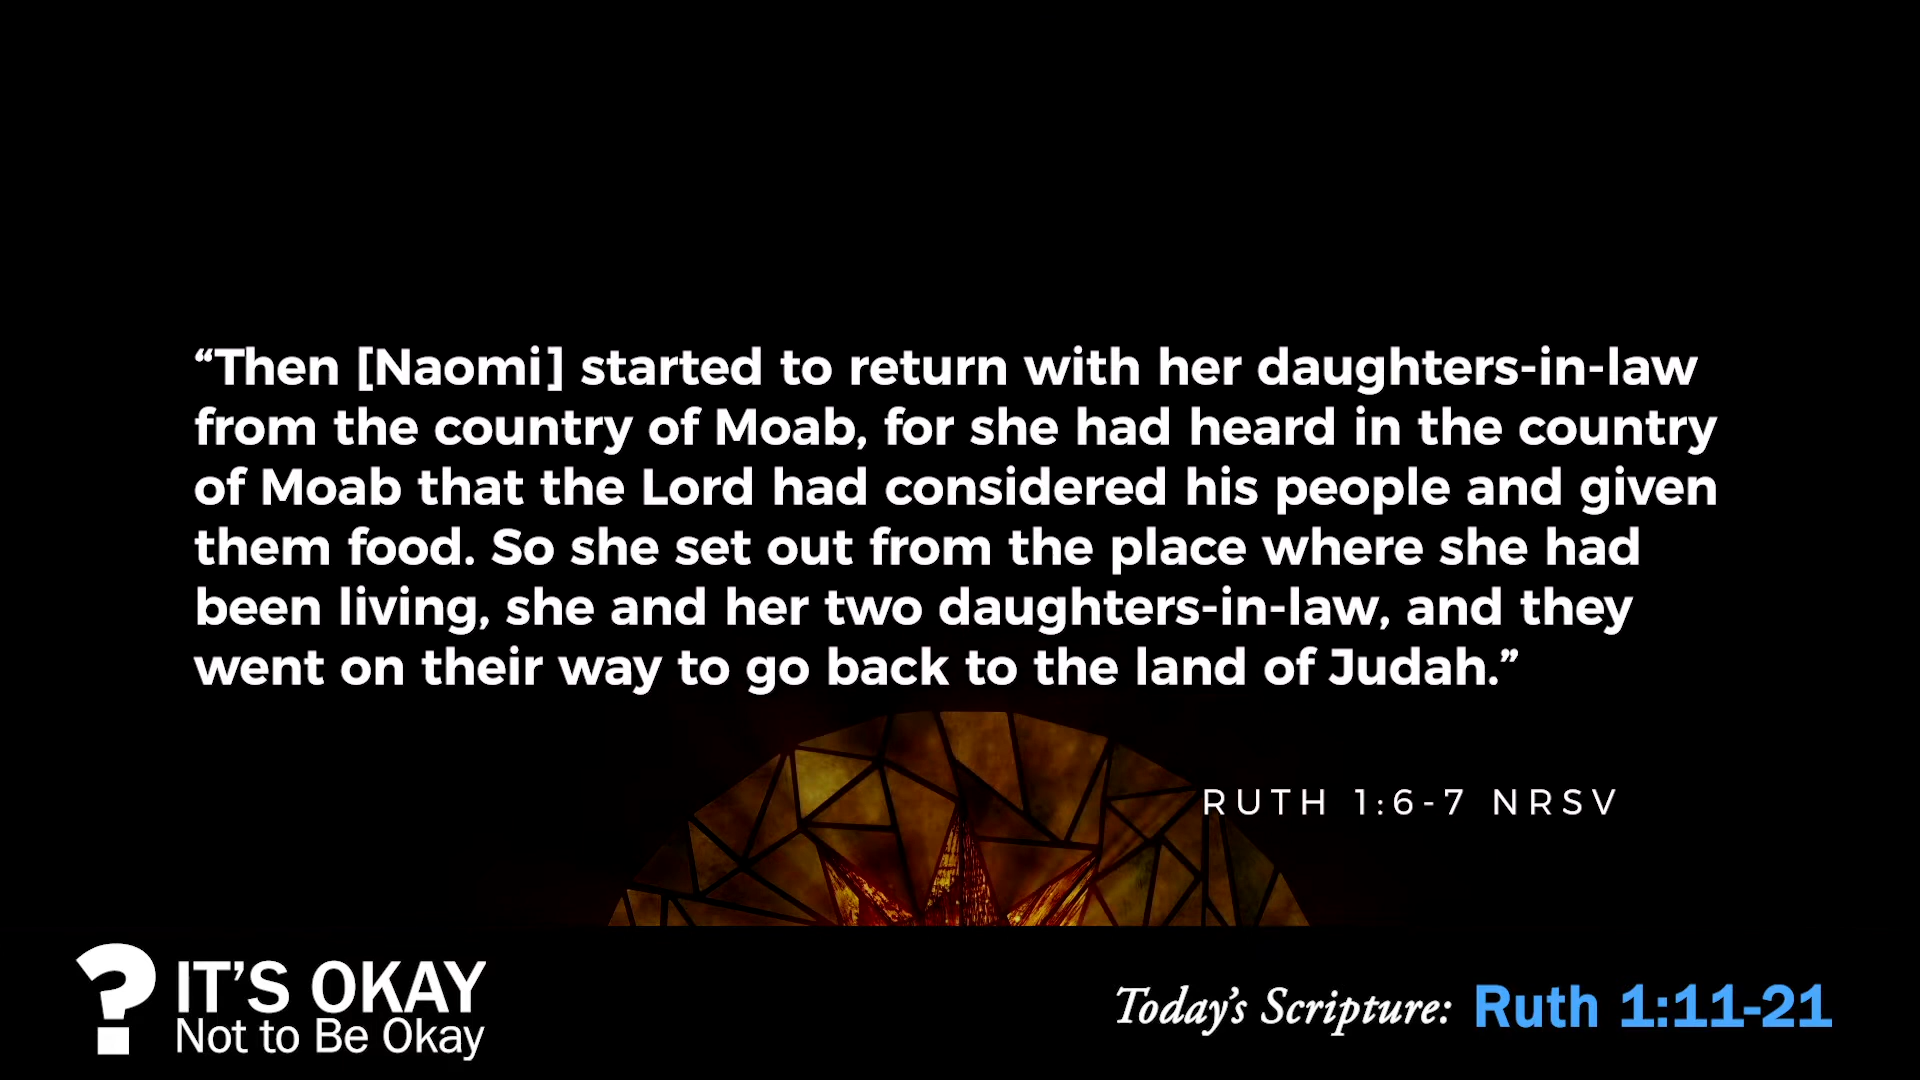 “Then [Naomi] started to return with her daughters-in-law
from the country of Moab, for she had heard in the country
of Moab that the Lord had considered his people and given
them food. So she set out from the place where she had
been living, she and her two daughters-in-law, and they
went on their way to go back to the land of Judah.”
RUTH 1:6-7 NRSV
?
IT’S OKAY
Not to Be Okay
Today’s Scripture: Ruth 1:11-21